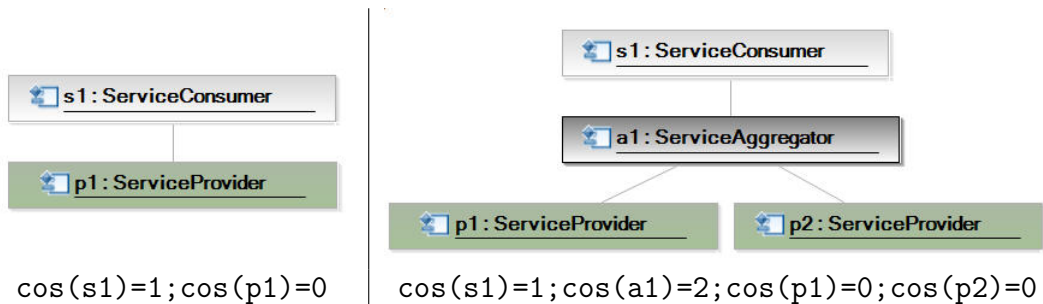 s1 : ServiceConsumer
p1 : ServiceProvider
cos(s1)=1;cos(p1)=0
s1 : ServiceConsumer
a1 : ServiceAggregator
p1 : ServiceProvider
p2 : ServiceProvider
cos(s1)=1;cos(a1)=2;cos(p1)=0;cos(p2)=0